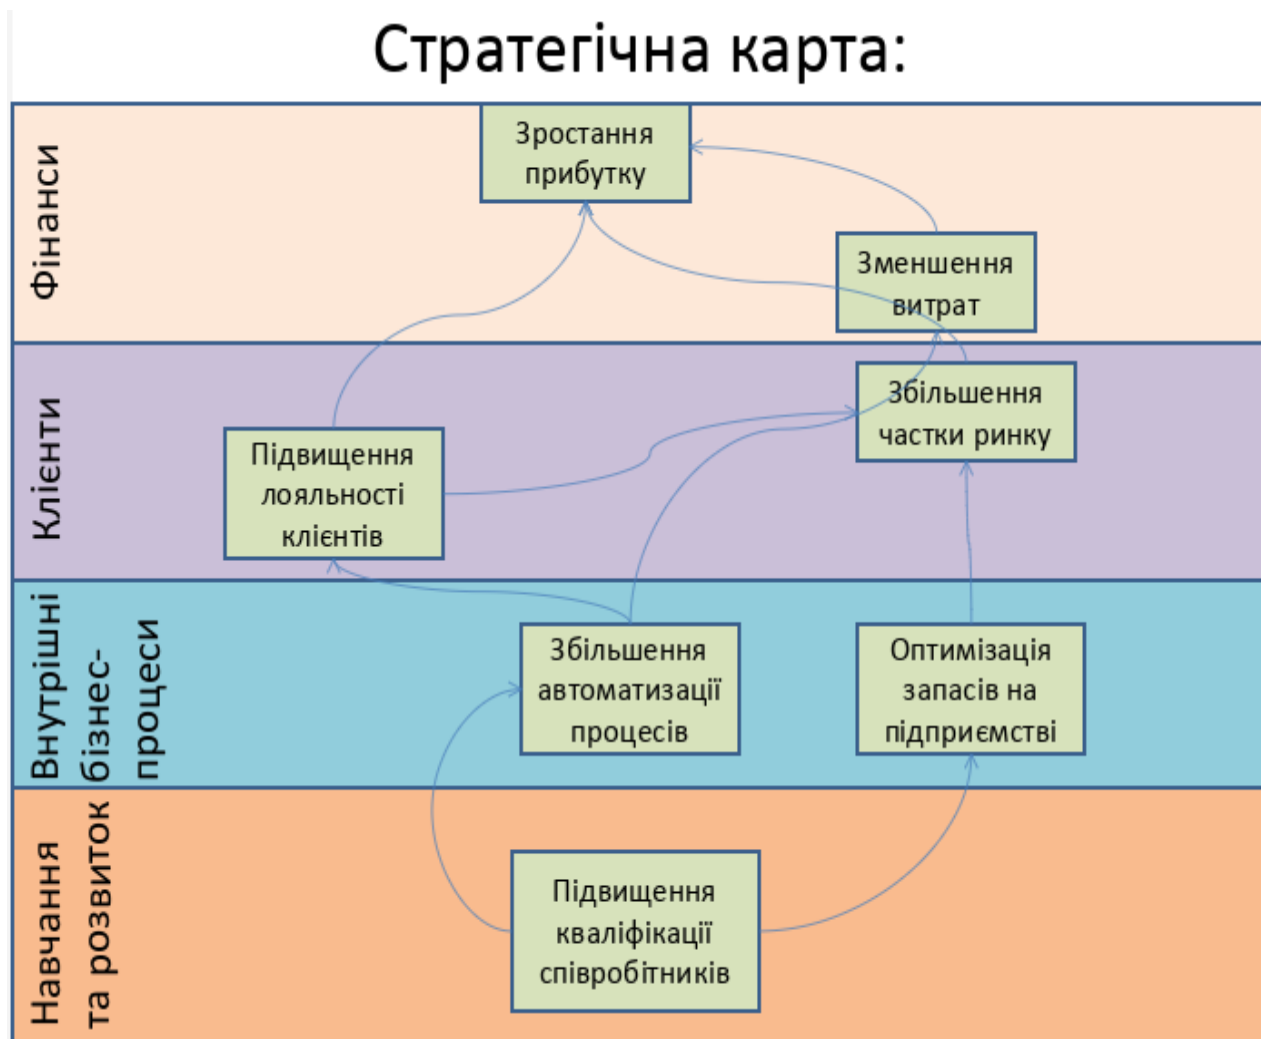 Стратегічна карта:
Фінанси
Зростання
прибутку
Зменшення
витрат
Клієнти
Збільшення
частки ринку
Підвищення
лояльності
клієнтів
Внутрішні
бізнес-
процеси
Збільшення
автоматизації
процесів
Оптимізація
запасів на
підприємстві
Навчання
та розвиток
Підвищення
кваліфікації
співробітників